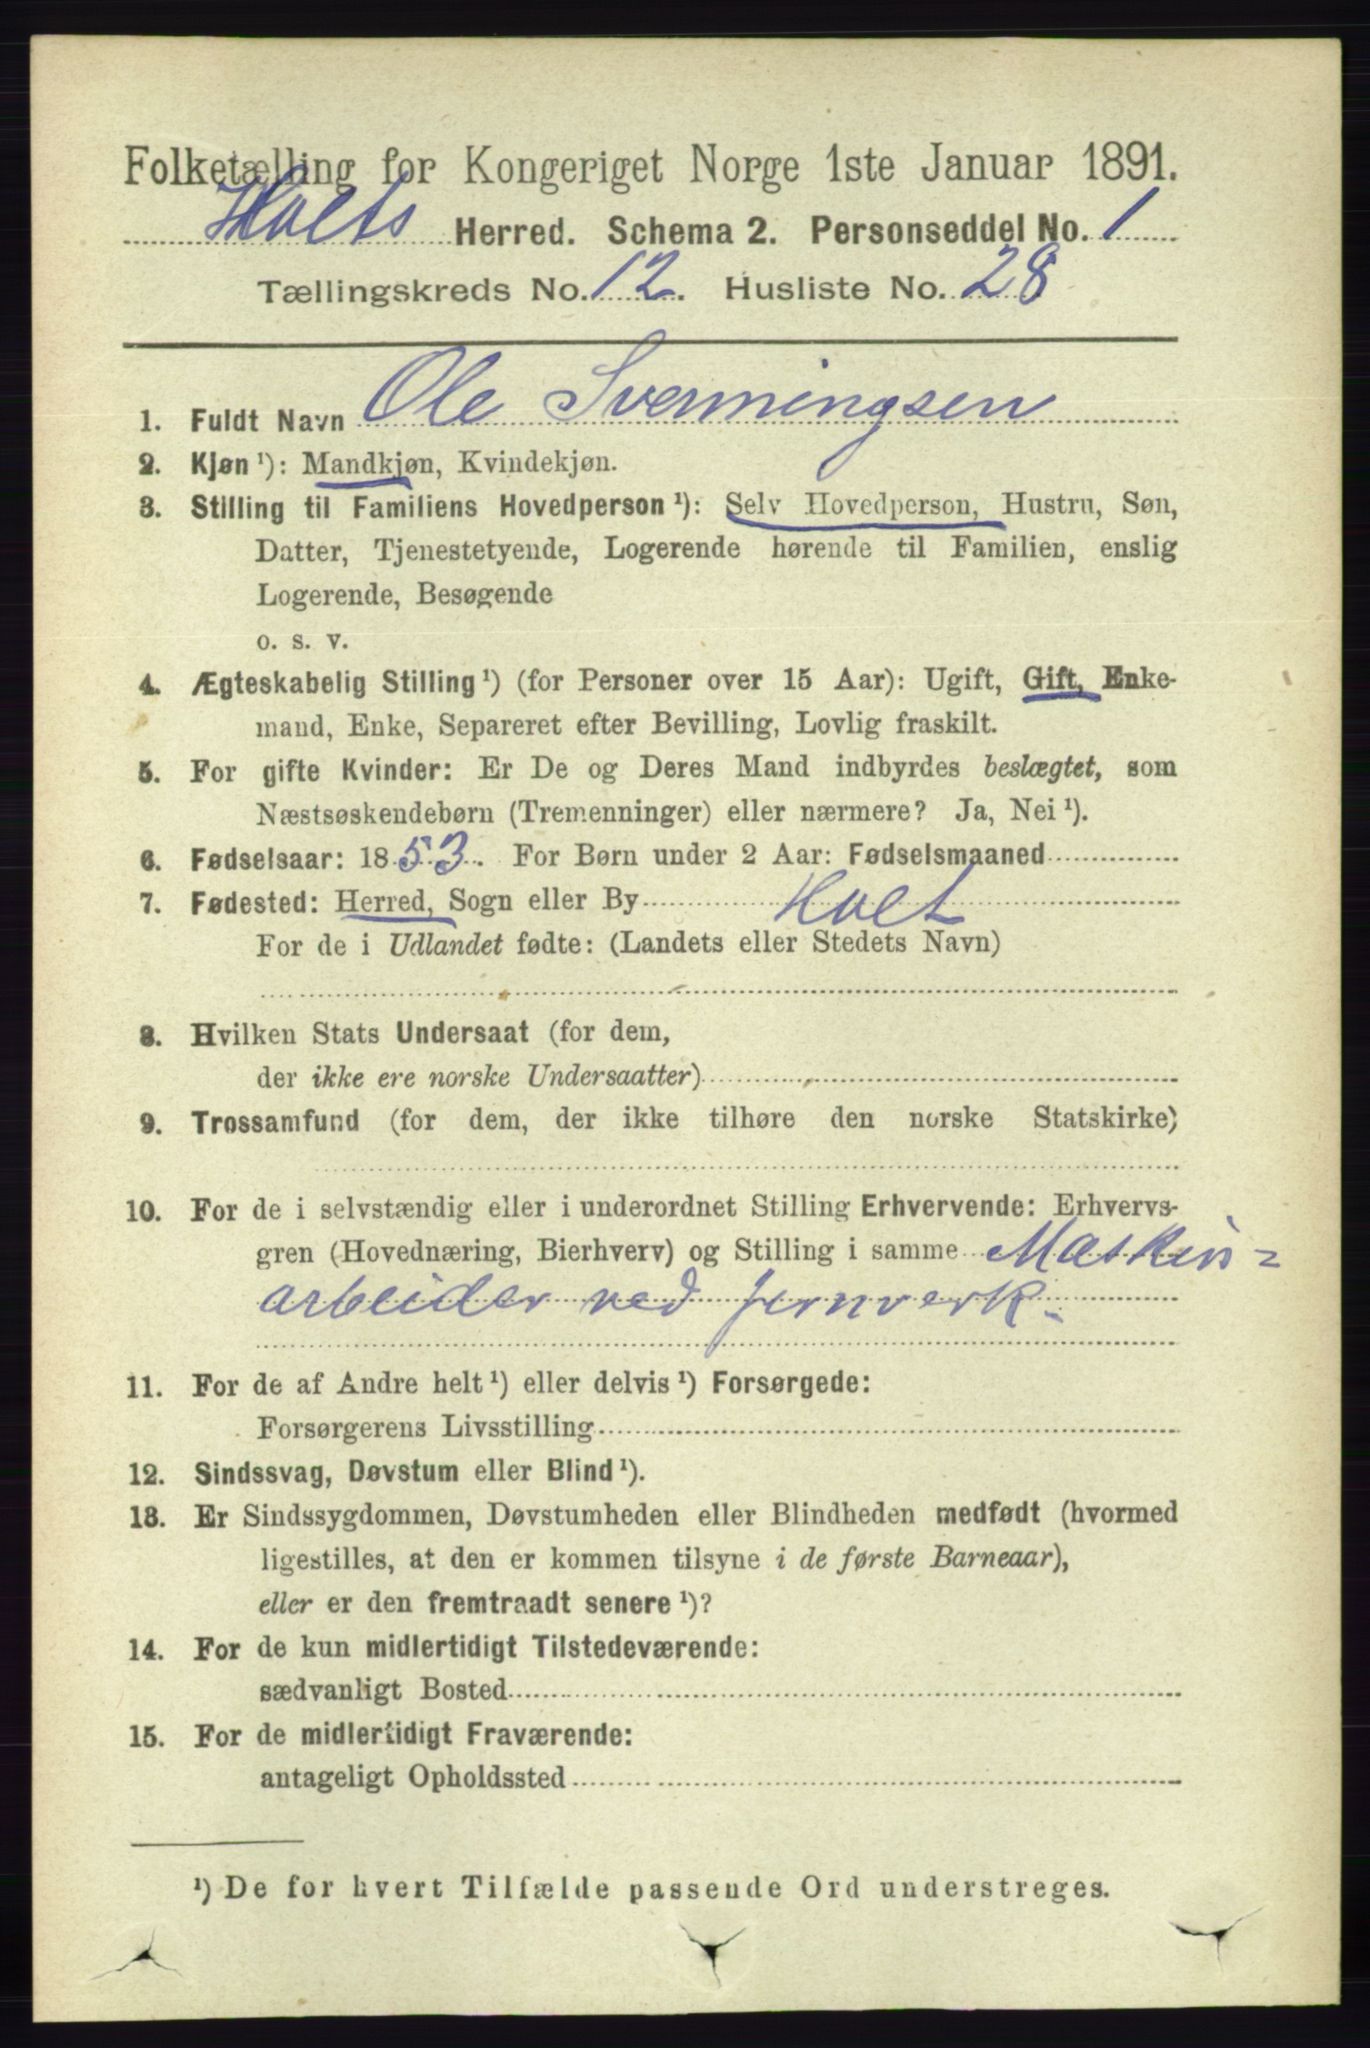 Folketælling for Kongeriget Norge 1ste Januar 1891.
Holts Herred. Schema 2. Personseddel No. 1
Tællingskreds No. 12. Husliste No. 28
1. Fuldt Navn Ole Svenningsen
2. Kjøn ¹): Mandkjøn, Kvindekjøn.
3. Stilling til Familiens Hovedperson ¹): Selv Hovedperson, Hustru, Søn,
Datter, Tjenestetyende, Logerende hørende til Familien, enslig
Logerende, Besøgende
o. s. v.
4. Ægteskabelig Stilling ¹) (for Personer over 15 Aar): Ugift, Gift, Enke-
mand, Enke, Separeret efter Bevilling, Lovlig fraskilt.
5. For gifte Kvinder: Er De og Deres Mand indbyrdes beslægtet, som
Næstsøskendebørn (Tremenninger) eller nærmere? Ja, Nei ¹).
6. Fødselsaar: 1853. For Børn under 2 Aar: Fødselsmaaned
7. Fødested: Herred, Sogn eller By Holt
For de i Udlandet fødte: (Landets eller Stedets Navn)
8. Hvilken Stats Undersaat (for dem,
der ikke ere norske Undersaatter)
9. Trossamfund (for dem, der ikke tilhøre den norske Statskirke)
10. For de i selvstændig eller i underordnet Stilling Erhvervende: Erhvervs-
gren (Hovednæring, Bierhverv) og Stilling i samme Maskin=
arbeider ved Jernverk.
11. For de af Andre helt ¹) eller delvis ¹) Forsørgede:
Forsørgerens Livsstilling
12. Sindssvag, Døvstum eller Blind ¹).
13. Er Sindssygdommen, Døvstumheden eller Blindheden medfødt (hvormed
ligestilles, at den er kommen tilsyne i de første Barneaar),
eller er den fremtraadt senere ¹)?
14. For de kun midlertidigt Tilstedeværende:
sædvanligt Bosted
15. For de midlertidigt Fraværende:
antageligt Opholdssted
¹) De for hvert Tilfælde passende Ord understreges.